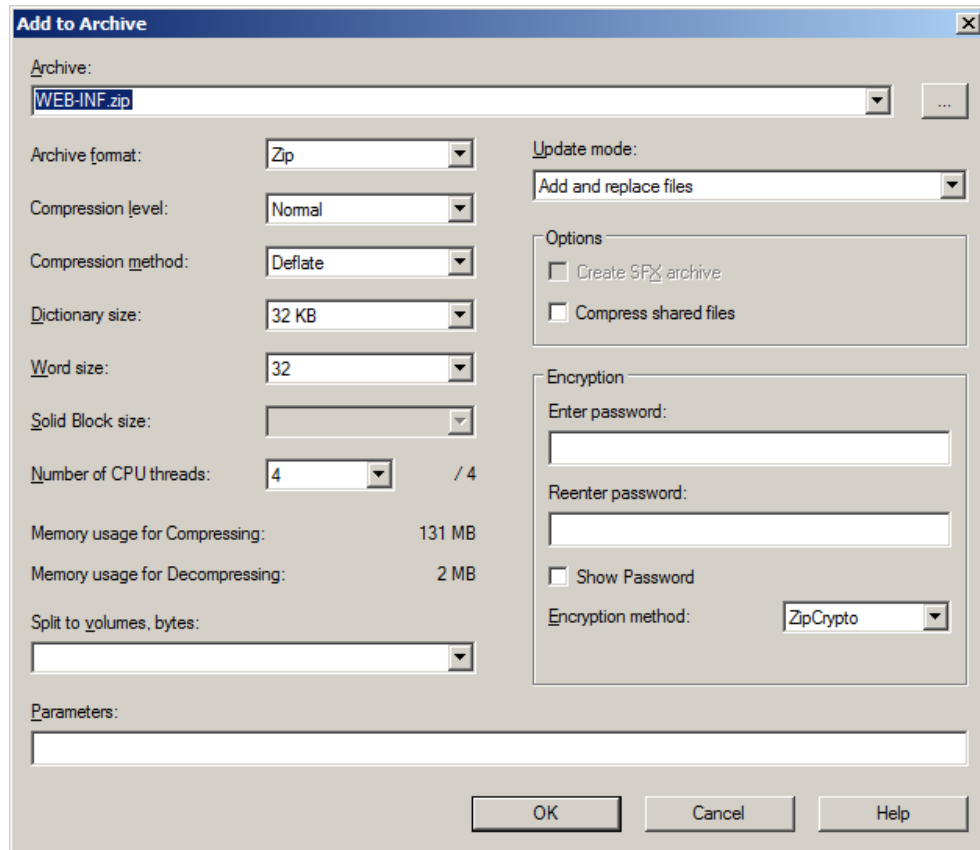 Add to Archive
Archive:
WEB-INF.zip
...
Archive format:
Zip
Compression level:
Normal
Compression method:
Deflate
Dictionary size:
32 KB
Word size:
32
Solid Block size:
Number of CPU threads:
4
/ 4
Memory usage for Compressing:
131 MB
Memory usage for Decompressing:
2 MB
Split to volumes, bytes:
Update mode:
Add and replace files
Options
Create SFX archive
Compress shared files
Encryption
Enter password:
Reenter password:
Show Password
Encryption method:
ZipCrypto
Parameters:
OK
Cancel
Help